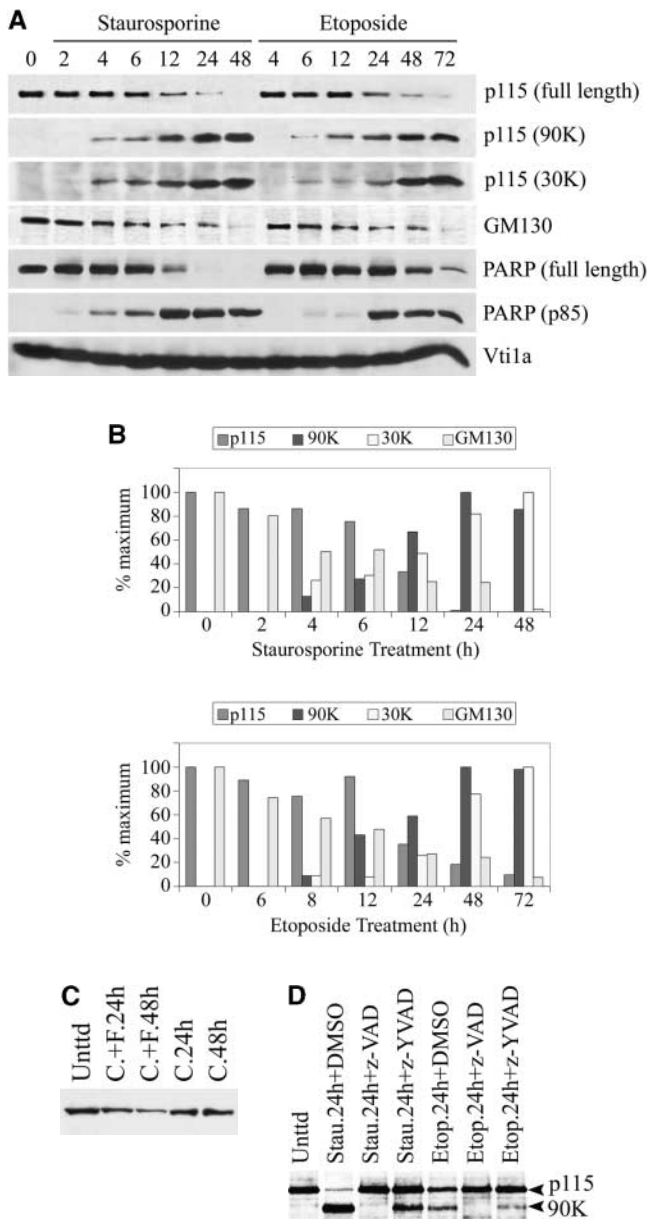 A
Staurosporine Etoposide
0 2 4 6 12 24 48 4 6 12 24 48 72
p115 (full length)
p115 (90K)
p115 (30K)
GM130
PARP (full length)
PARP (p85)
Vti1a
B
p115 90K 30K GM130
% maximum
100
80
60
40
20
0
0 2 4 6 12 24 48
Staurosporine Treatment (h)
p115 90K 30K GM130
% maximum
100
80
60
40
20
0
0 6 8 12 24 48 72
Etoposide Treatment (h)
C
Unttd
C.+F.24h
C.+F.48h
C.24h
C.48h
D
Unttd
Stau.24h+DMSO
Stau.24h+z-VAD
Stau.24h+z-YVAD
Etop.24h+DMSO
Etop.24h+z-VAD
Etop.24h+z-YVAD
p115
90K